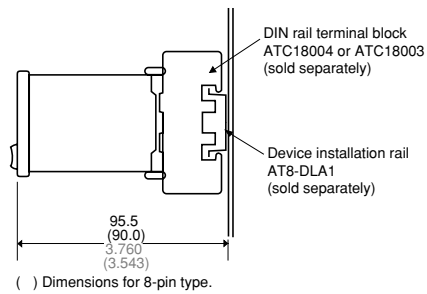 DIN rail terminal block
ATC18004 or ATC18003
(sold separately)
Device installation rail
AT8-DLA1
(sold separately)
95.5
(90.0)
3.760
(3.543)
( ) Dimensions for 8-pin type.